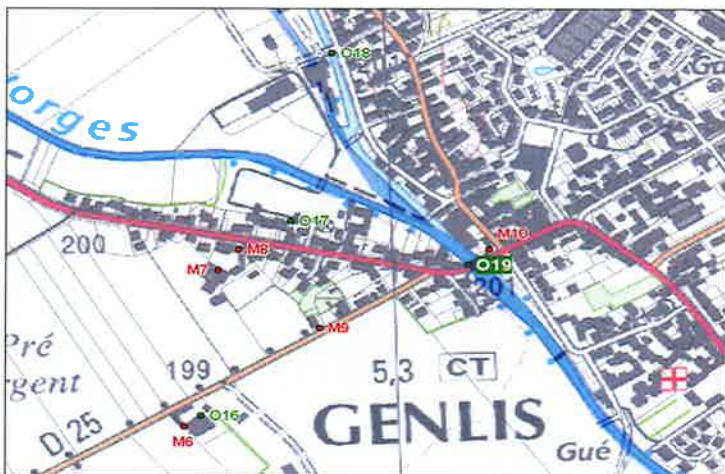 O18
Ga
orges
O17
200
M8
M10
O19
M7
201
M9
Pré
199
5,3
CT
rgent
D 25
O16
M6
GENLIS
Gué